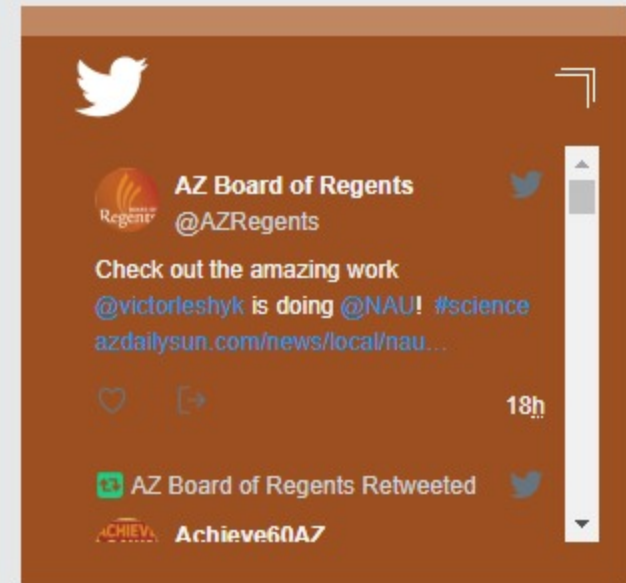 AZ Board of Regents
@AZRegents
Check out the amazing work
@victorleshyk is doing @NAU! #science
azdailysun.com/news/local/nau...
18h
AZ Board of Regents Retweeted
Achieve60AZ